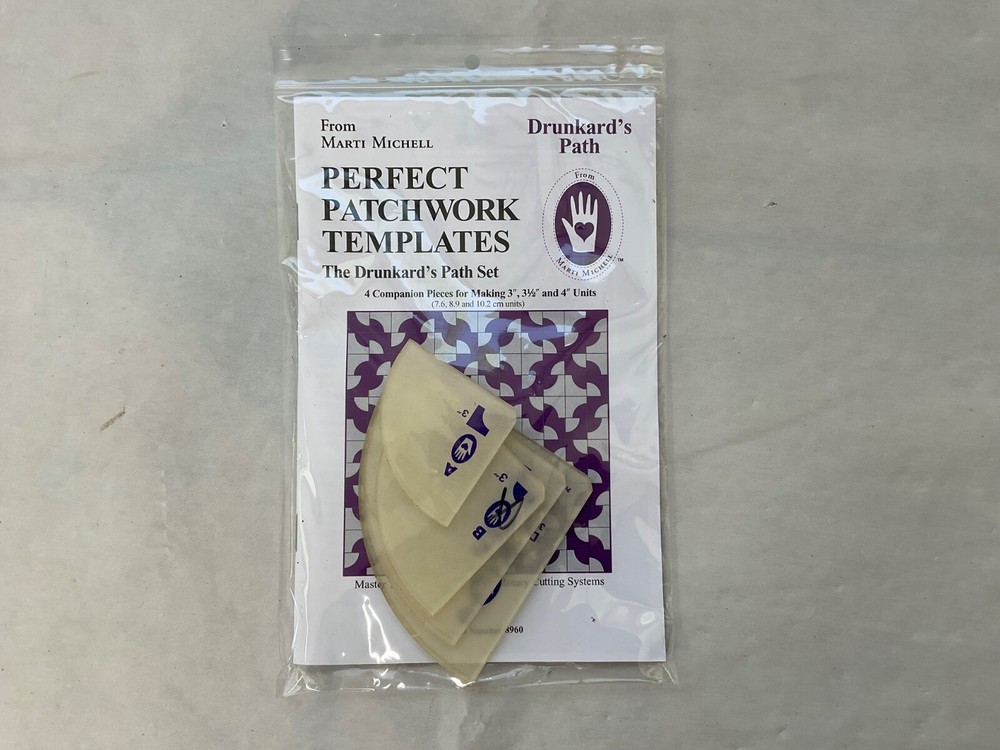 From
MARTI MICHELL
Drunkard's
Path
PERFECT
PATCHWORK
TEMPLATES
From
MARTI MICHELL™
The Drunkard's Path Set
4 Companion Pieces for Making 3", 3½" and 4" Units
(7.6, 8.9 and 10.2 cm units)
A
3"
B
Master
Cutting Systems
8960